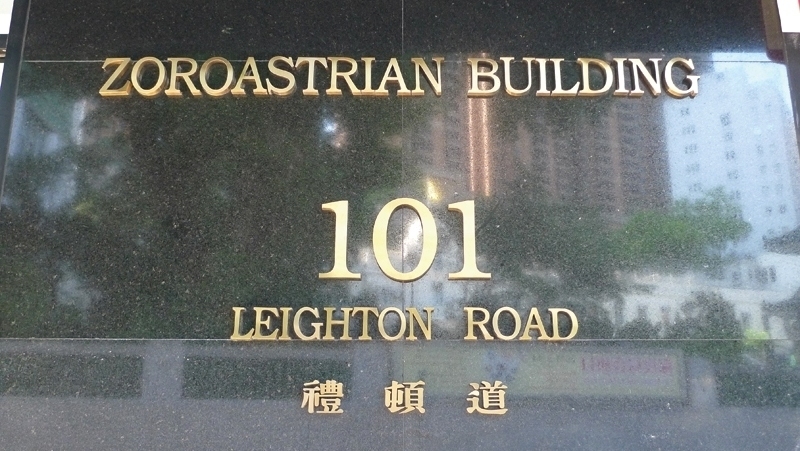 ZOROASTRIAN BUILDING
101
LEIGHTON ROAD
禮頓道